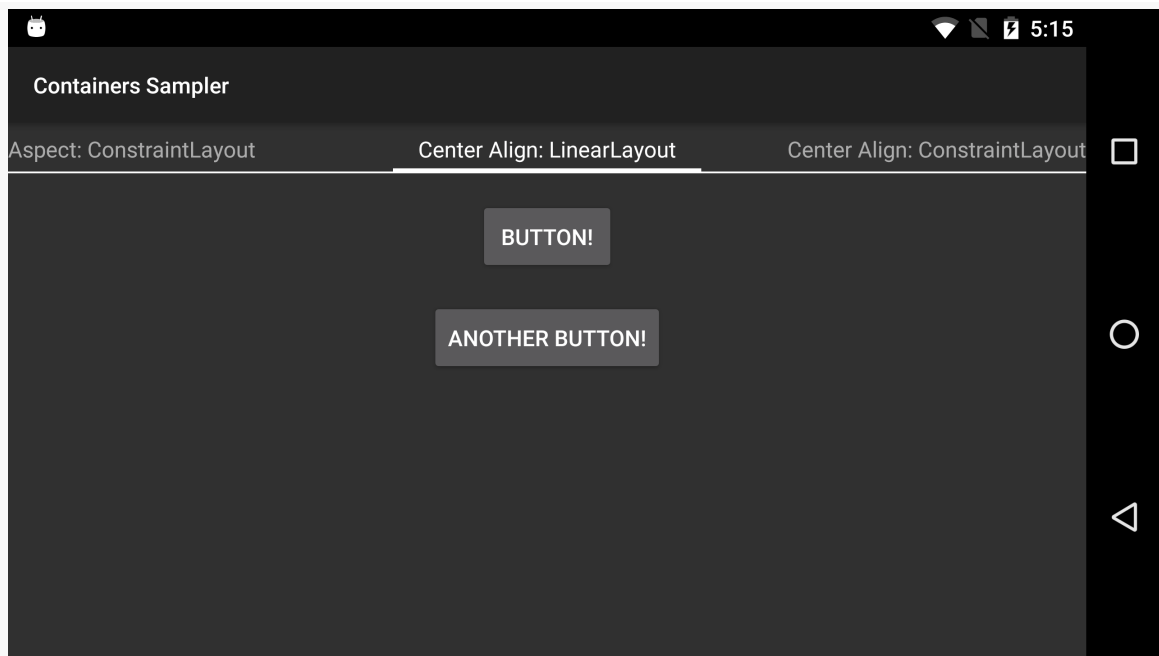 5:15
Containers Sampler
Aspect: ConstraintLayout
Center Align: LinearLayout
Center Align: ConstraintLayout
BUTTON!
ANOTHER BUTTON!